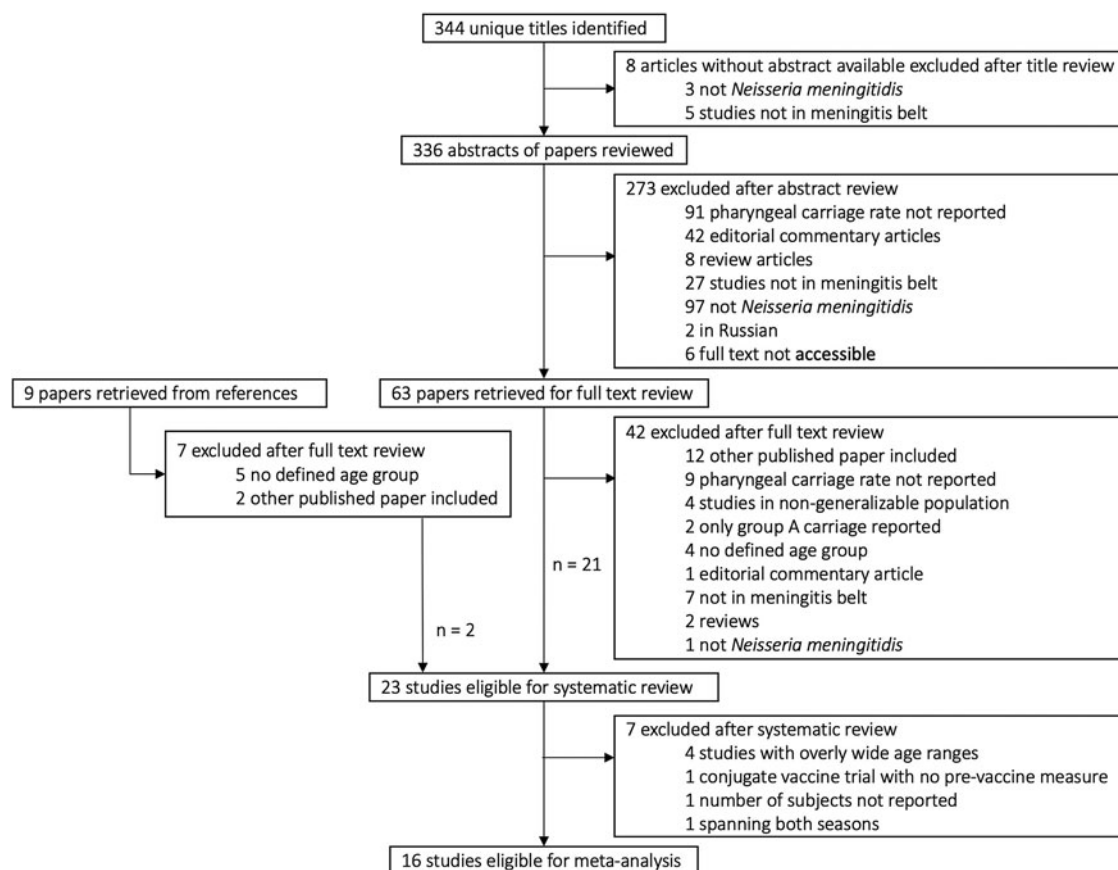 344 unique titles identified
8 articles without abstract available excluded after title review
3 not Neisseria meningitidis
5 studies not in meningitis belt
336 abstracts of papers reviewed
273 excluded after abstract review
91 pharyngeal carriage rate not reported
42 editorial commentary articles
8 review articles
27 studies not in meningitis belt
97 not Neisseria meningitidis
2 in Russian
6 full text not accessible
9 papers retrieved from references
63 papers retrieved for full text review
7 excluded after full text review
5 no defined age group
2 other published paper included
42 excluded after full text review
12 other published paper included
9 pharyngeal carriage rate not reported
4 studies in non-generalizable population
2 only group A carriage reported
4 no defined age group
1 editorial commentary article
7 not in meningitis belt
2 reviews
1 not Neisseria meningitidis
n = 21
n = 2
23 studies eligible for systematic review
7 excluded after systematic review
4 studies with overly wide age ranges
1 conjugate vaccine trial with no pre-vaccine measure
1 number of subjects not reported
1 spanning both seasons
16 studies eligible for meta-analysis